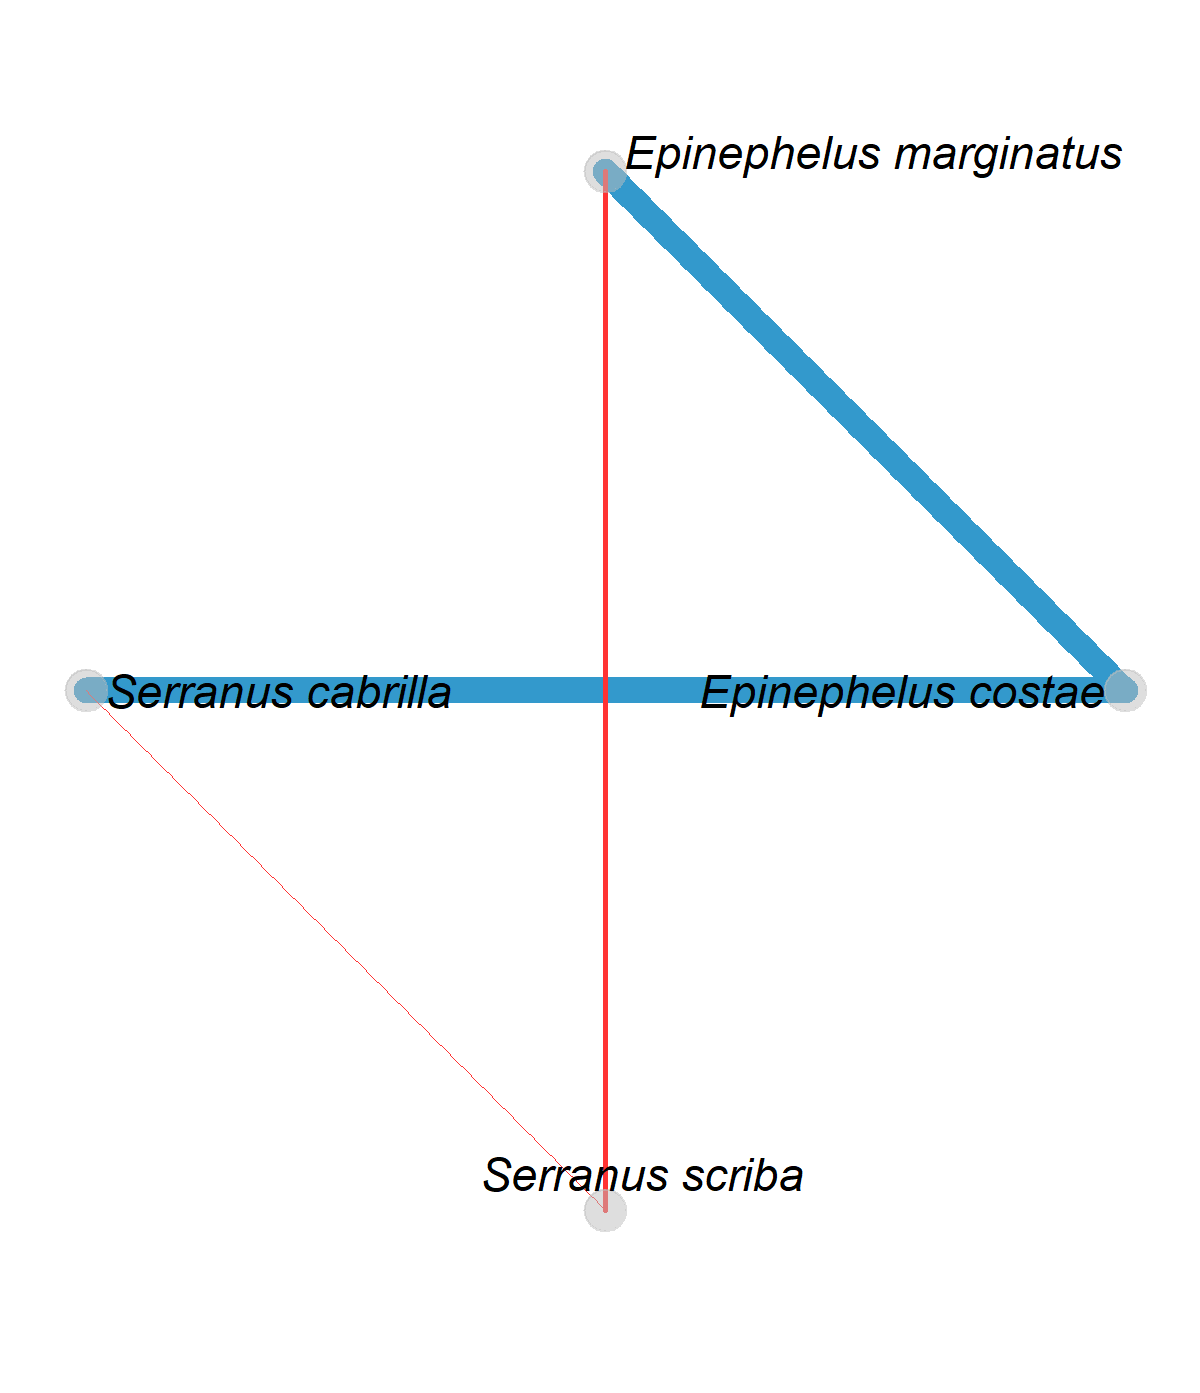 Epinephelus marginatus
Serranus cabrilla
Epinephelus costae
Serranus scriba